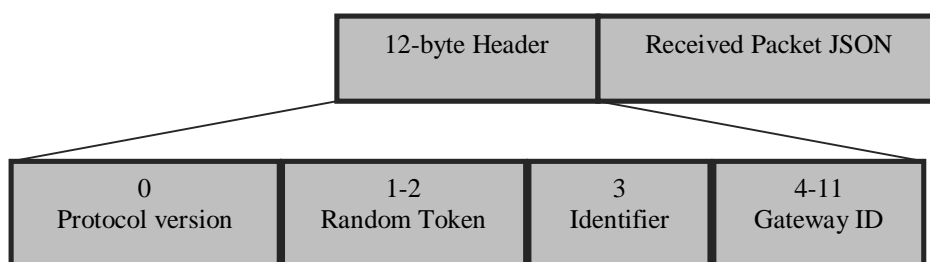 12-byte Header
Received Packet JSON
0
Protocol version
1-2
Random Token
3
Identifier
4-11
Gateway ID